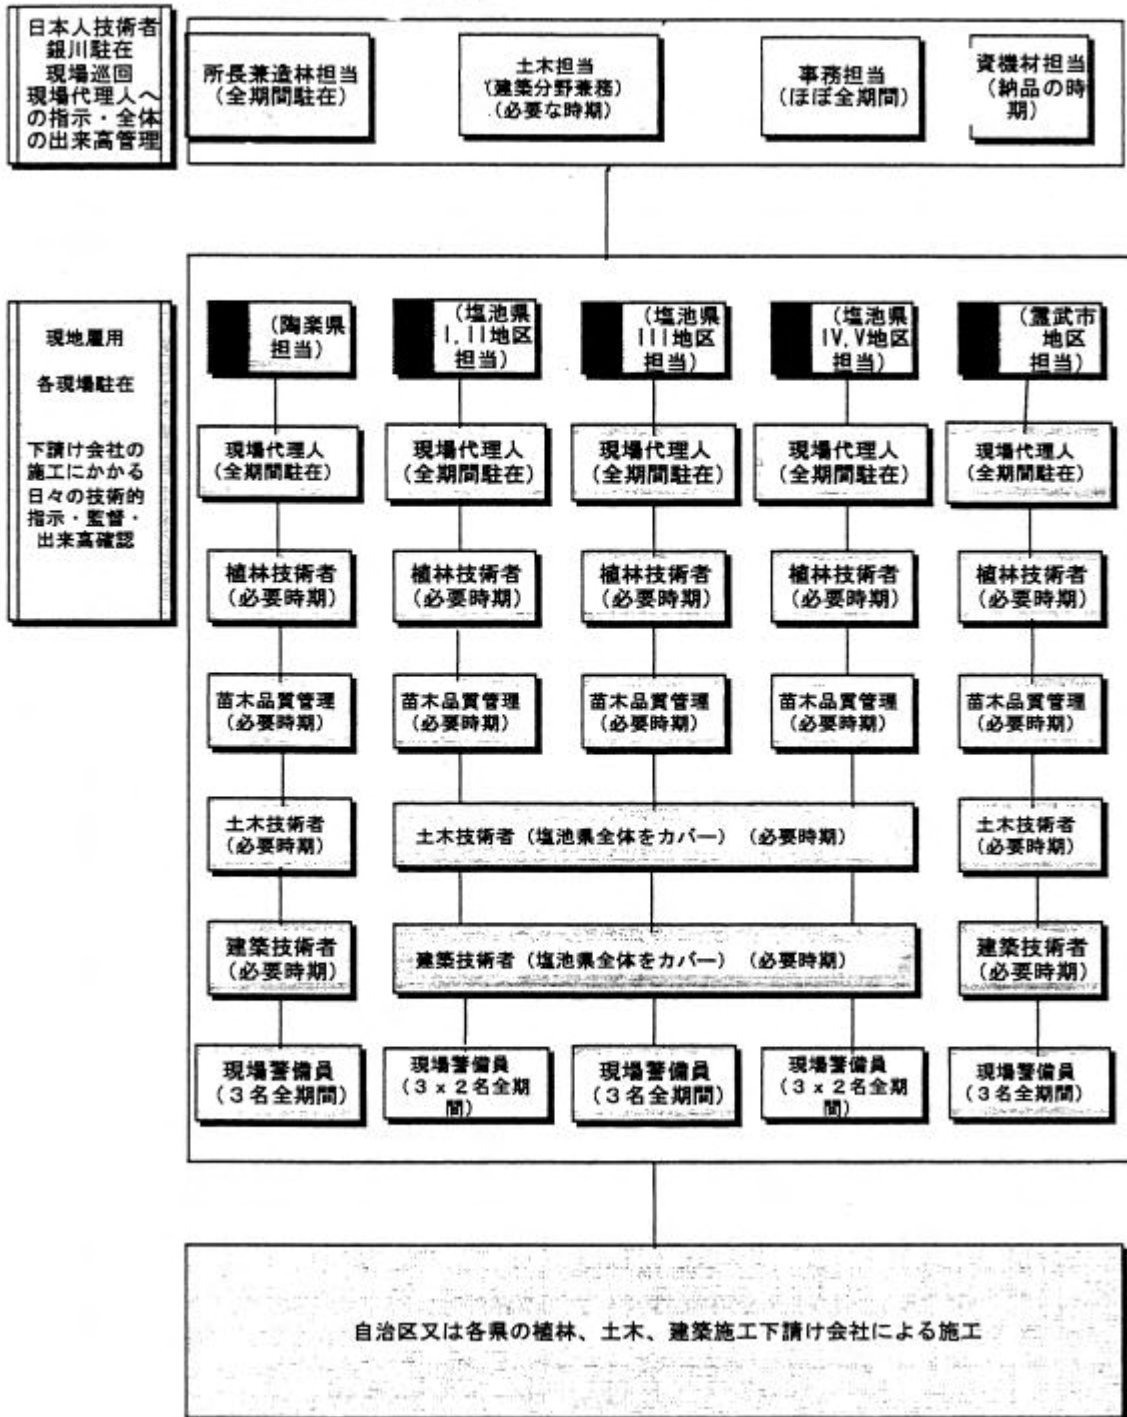 日本人技術者
銀川駐在
現場巡回
現場代理人へ
の指示・全体
の出来高管理
所長兼造林担当
（全期間駐在）
土木担当
（建築分野兼務）
（必要な時期）
事務担当
（ほぼ全期間）
資機材担当
（納品の時
期）
現地雇用
各現場駐在
下請け会社の
施工にかかる
日々の技術的
指示・監督・
出来高確認
（陶楽県
担当）
（塩池県
I,II地区
担当）
（塩池県
III地区
担当）
（塩池県
IV,V地区
担当）
（霊武市
地区
担当）
現場代理人
（全期間駐在）
現場代理人
（全期間駐在）
現場代理人
（全期間駐在）
現場代理人
（全期間駐在）
現場代理人
（全期間駐在）
植林技術者
（必要時期）
植林技術者
（必要時期）
植林技術者
（必要時期）
植林技術者
（必要時期）
植林技術者
（必要時期）
苗木品質管理
（必要時期）
苗木品質管理
（必要時期）
苗木品質管理
（必要時期）
苗木品質管理
（必要時期）
苗木品質管理
（必要時期）
土木技術者
（必要時期）
土木技術者（塩池県全体をカバー）（必要時期）
土木技術者
（必要時期）
建築技術者
（必要時期）
建築技術者（塩池県全体をカバー）（必要時期）
建築技術者
（必要時期）
現場警備員
（３名全期間）
現場警備員
（３×２名全期
間）
現場警備員
（３名全期間）
現場警備員
（３×２名全期
間）
現場警備員
（３名全期間）
自治区又は各県の植林、土木、建築施工下請け会社による施工